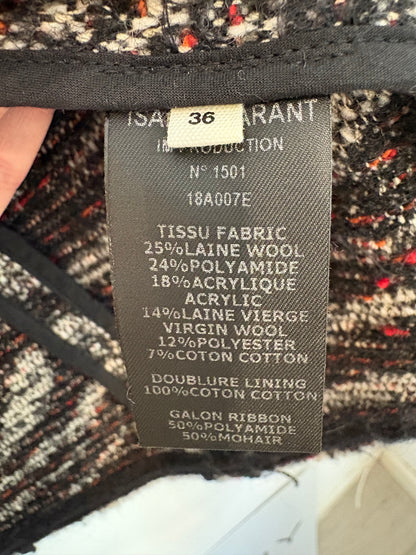 36
N° 1501
18A007E
TISSU FABRIC
25%LAINE WOOL
24%POLYAMIDE
18%ACRYLIQUE
ACRYLIC
14%LAINE VIERGE
VIRGIN WOOL
12%POLYESTER
7%COTON COTTON
DOUBLURE LINING
100%COTON COTTON
GALON RIBBON
50%POLYAMIDE
50%MOHAIR